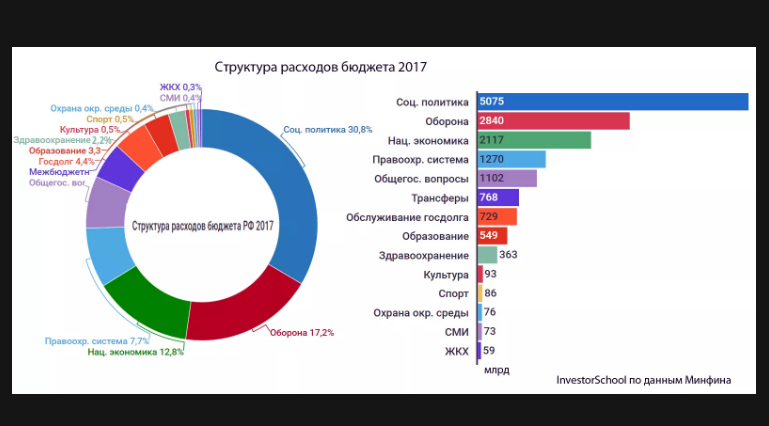 Структура расходов бюджета 2017
ЖКХ 0,3%
СМИ 0,4%
Охрана окр. среды 0,4%
Спорт 0,5%
Культура 0,5%
Здравоохранение 2,2%
Образование 3,3
Госдолг 4,4%
Межбюджетн
Общегос. вог
Соц. политика 30,8%
Структура расходов бюджета РФ 2017
Оборона 17,2%
Правоохр. система 7,7%
Нац. экономика 12,8%
Соц. политика 5075
Оборона 2840
Нац. экономика 2117
Правоохр. система 1270
Общегос. вопросы 1102
Трансферы 768
Обслуживание госдолга 729
Образование 549
Здравоохранение 363
Культура 93
Спорт 86
Охрана окр. среды 76
СМИ 73
ЖКХ 59
млрд
InvestorSchool по данным Минфина